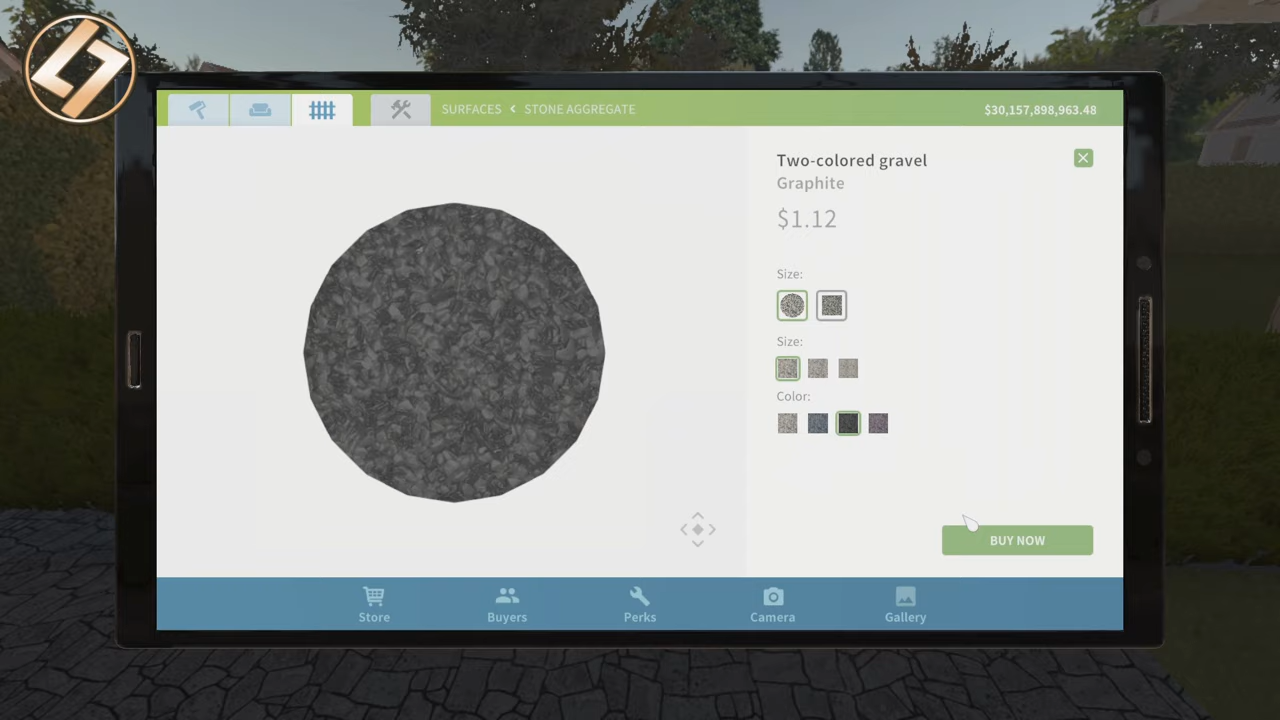 SURFACES < STONE AGGREGATE
$30,157,898,963.48
Two-colored gravel
Graphite
$1.12
Size:
Size:
Color:
BUY NOW
Store
Buyers
Perks
Camera
Gallery